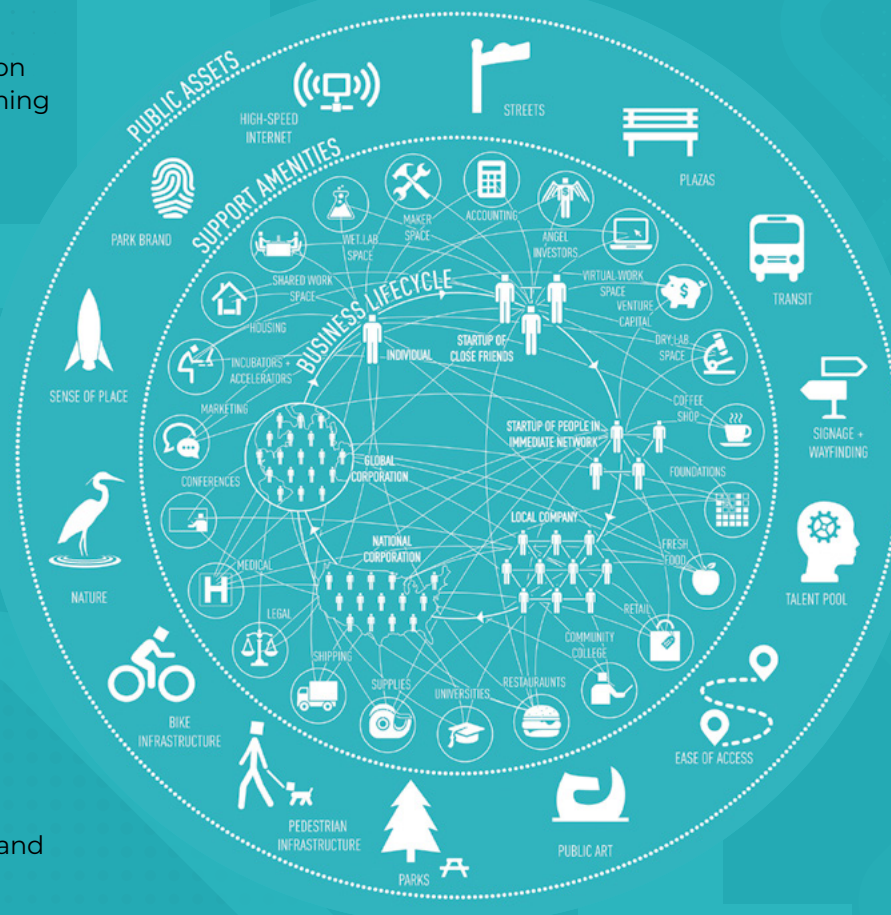 on
ning
PUBLIC ASSETS
HIGH-SPEED
INTERNET
STREETS
PLAZAS
PARK BRAND
TRANSIT
SENSE OF PLACE
SIGNAGE +
WAYFINDING
NATURE
TALENT POOL
BIKE
INFRASTRUCTURE
EASE OF ACCESS
PEDESTRIAN
INFRASTRUCTURE
PARKS
PUBLIC ART
SUPPORT AMENITIES
MAKER
SPACE
ACCOUNTING
ANGEL
INVESTORS
WET LAB
SPACE
VIRTUAL WORK
SPACE
SHARED WORK
SPACE
VENTURE
CAPITAL
HOUSING
DRY LAB
SPACE
INCUBATORS +
ACCELERATORS
COFFEE
SHOP
MARKETING
FOUNDATIONS
CONFERENCES
FRESH
FOOD
MEDICAL
RETAIL
LEGAL
COMMUNITY
COLLEGE
SHIPPING
SUPPLIES
UNIVERSITIES
RESTAURAUNTS
BUSINESS LIFECYCLE
INDIVIDUAL
STARTUP OF
CLOSE FRIENDS
STARTUP OF PEOPLE IN
IMMEDIATE NETWORK
LOCAL COMPANY
NATIONAL
CORPORATION
GLOBAL
CORPORATION
H
$
$
and